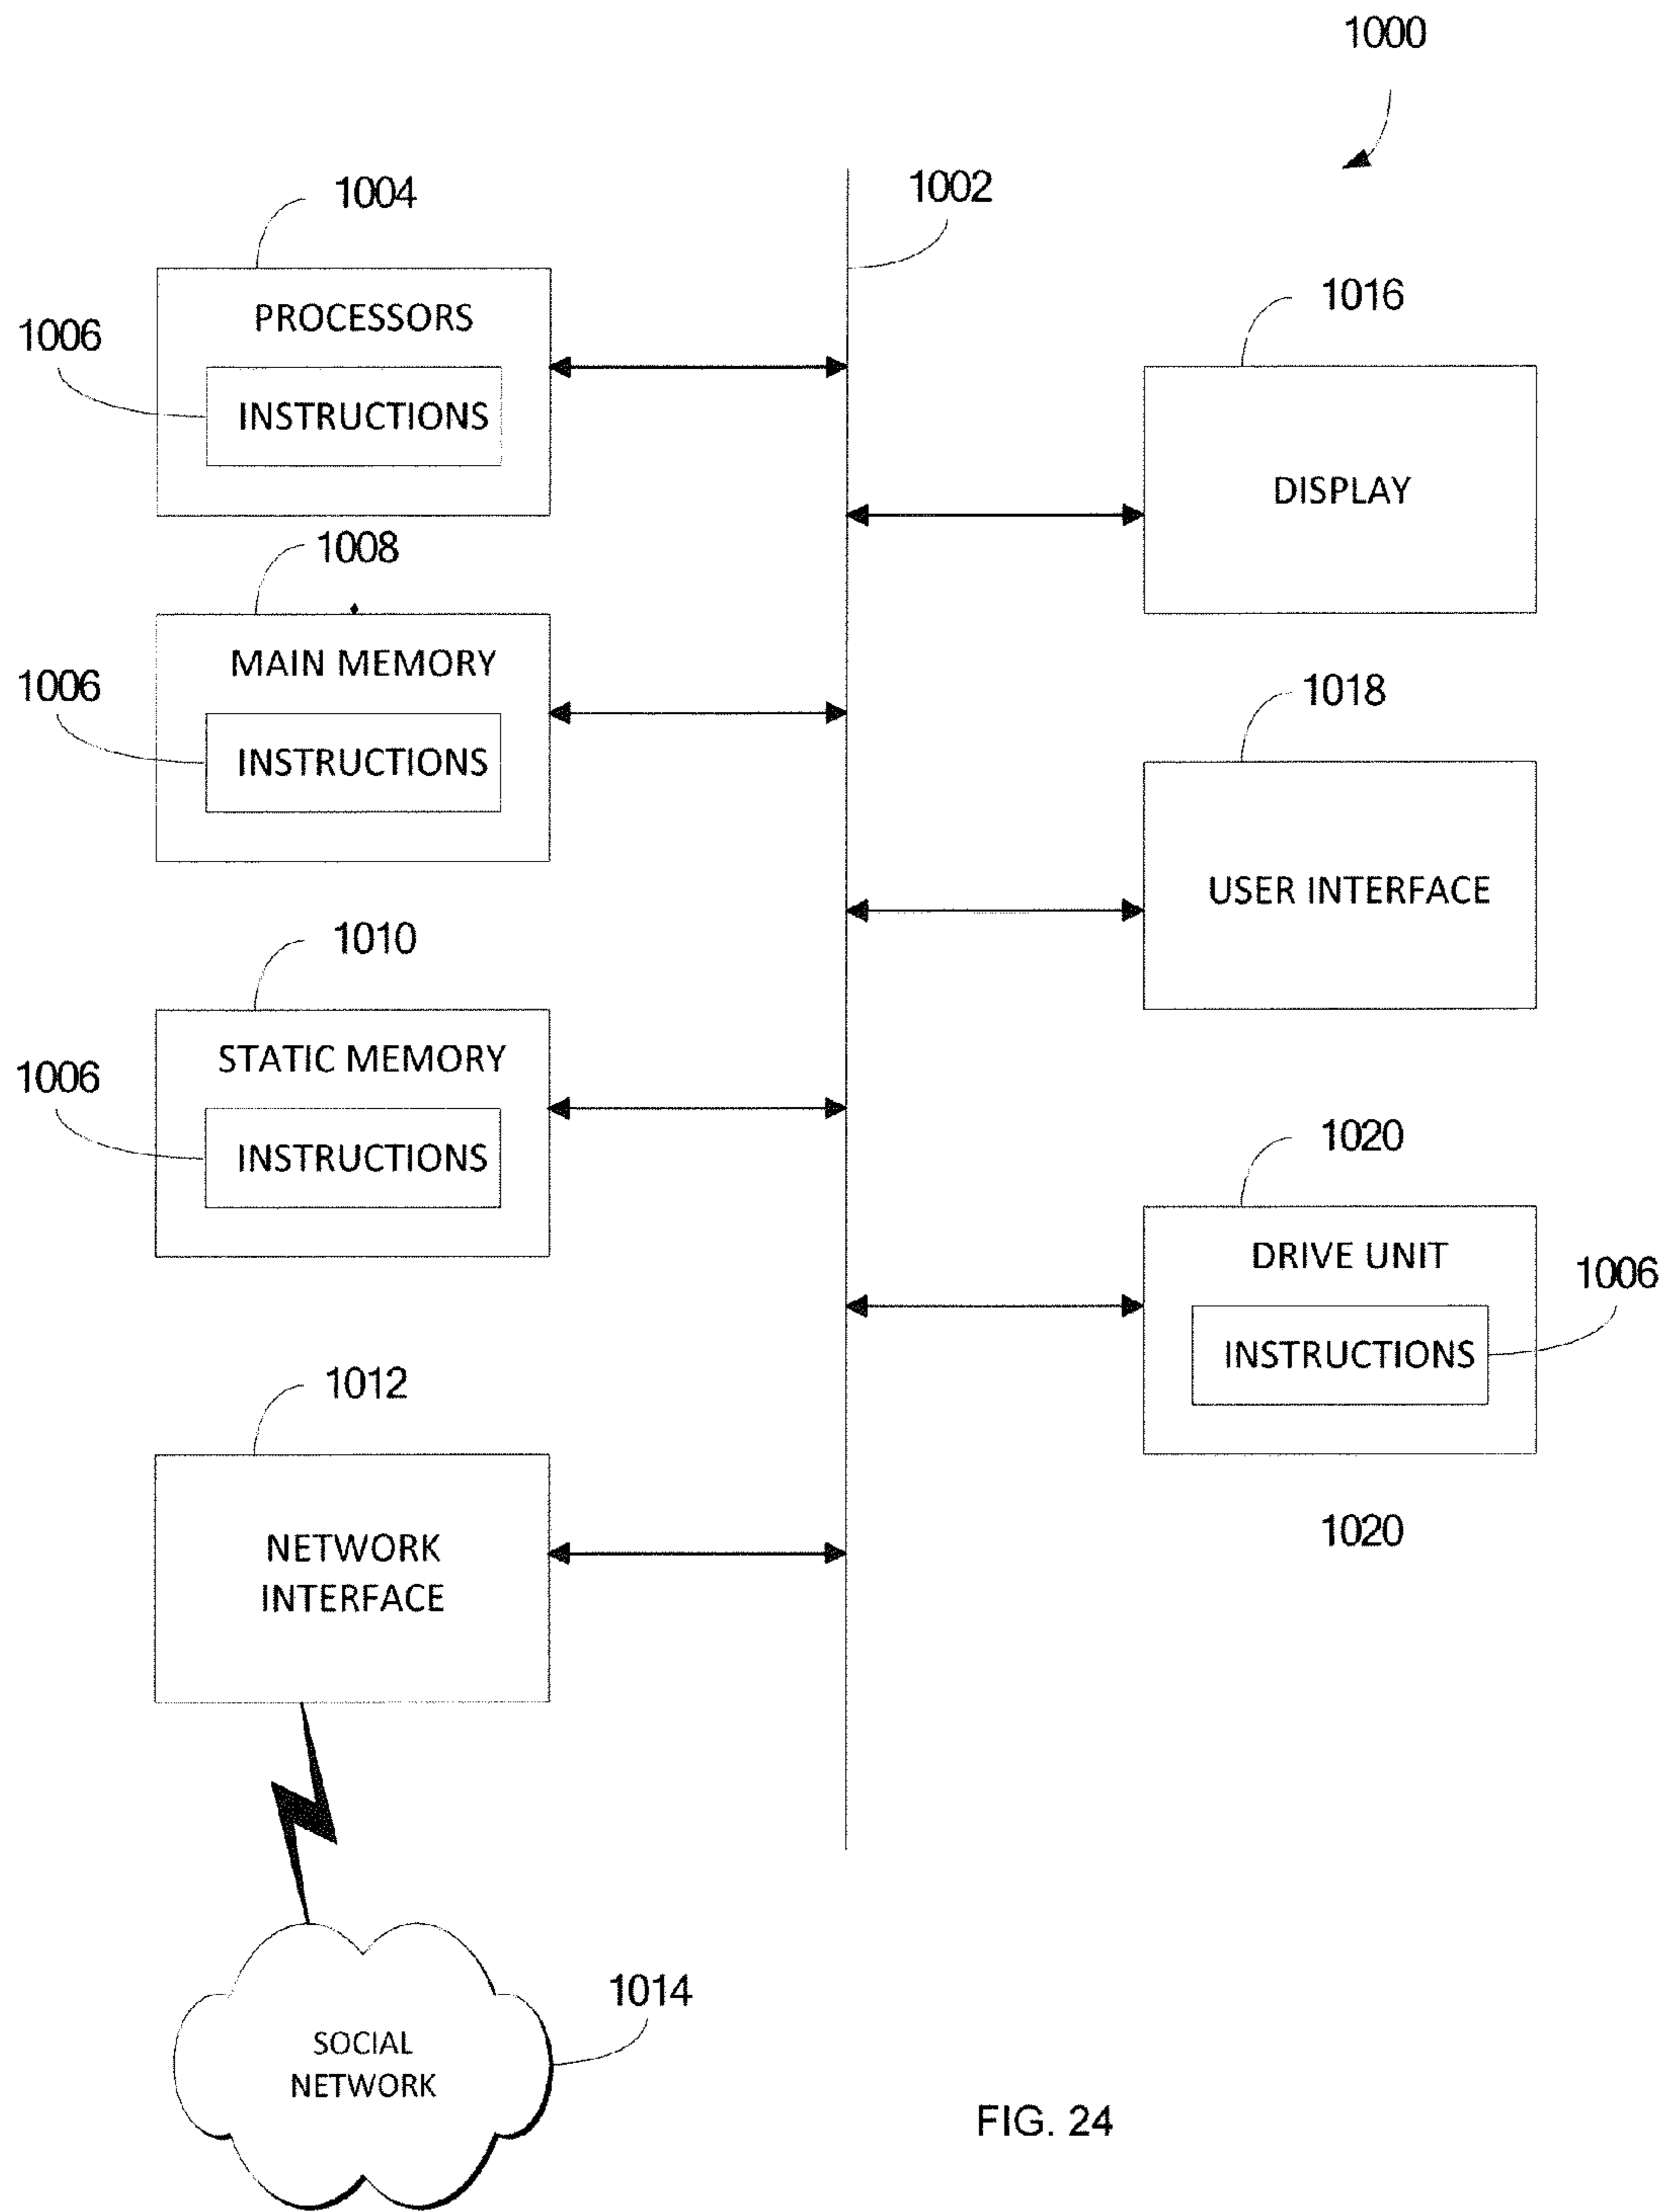 1000
1004
1002
PROCESSORS
1016
1006
INSTRUCTIONS
DISPLAY
1008
MAIN MEMORY
1006
1018
INSTRUCTIONS
USER INTERFACE
1010
STATIC MEMORY
1006
1020
INSTRUCTIONS
DRIVE UNIT
1006
INSTRUCTIONS
1012
1020
NETWORK
INTERFACE
1014
SOCIAL
NETWORK
FIG. 24